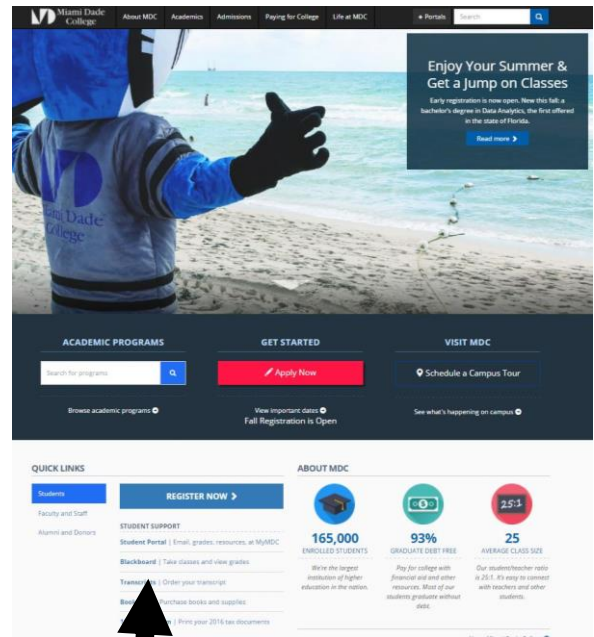 Miami Dade
College
About MDC
Academics
Admissions
Paying for College
Life at MDC
+ Portals
Search
Enjoy Your Summer &
Get a Jump on Classes
Early registration is now open. New this fall: a
bachelor's degree in Data Analytics, the first offered
in the state of Florida.
Read more
Miami Dade
College
ACADEMIC PROGRAMS
Search for programs
Browse academic programs
GET STARTED
Apply Now
View important dates
Fall Registration is Open
VISIT MDC
Schedule a Campus Tour
See what's happening on campus
QUICK LINKS
Students
Faculty and Staff
Alumni and Donors
REGISTER NOW
STUDENT SUPPORT
Student Portal | Email, grades, resources, at MyMDC
Blackboard | Take classes and view grades
Transcripts | Order your transcript
Purchase books and supplies
| Print your 2016 tax documents
ABOUT MDC
165,000
ENROLLED STUDENTS
We're the largest
institution of higher
education in the nation.
93%
GRADUATE DEBT FREE
Pay for college with
financial aid and other
resources. Most of our
students graduate without
debt.
25:1
25
AVERAGE CLASS SIZE
Our student/teacher ratio
is 25:1. It's easy to connect
with teachers and other
students.